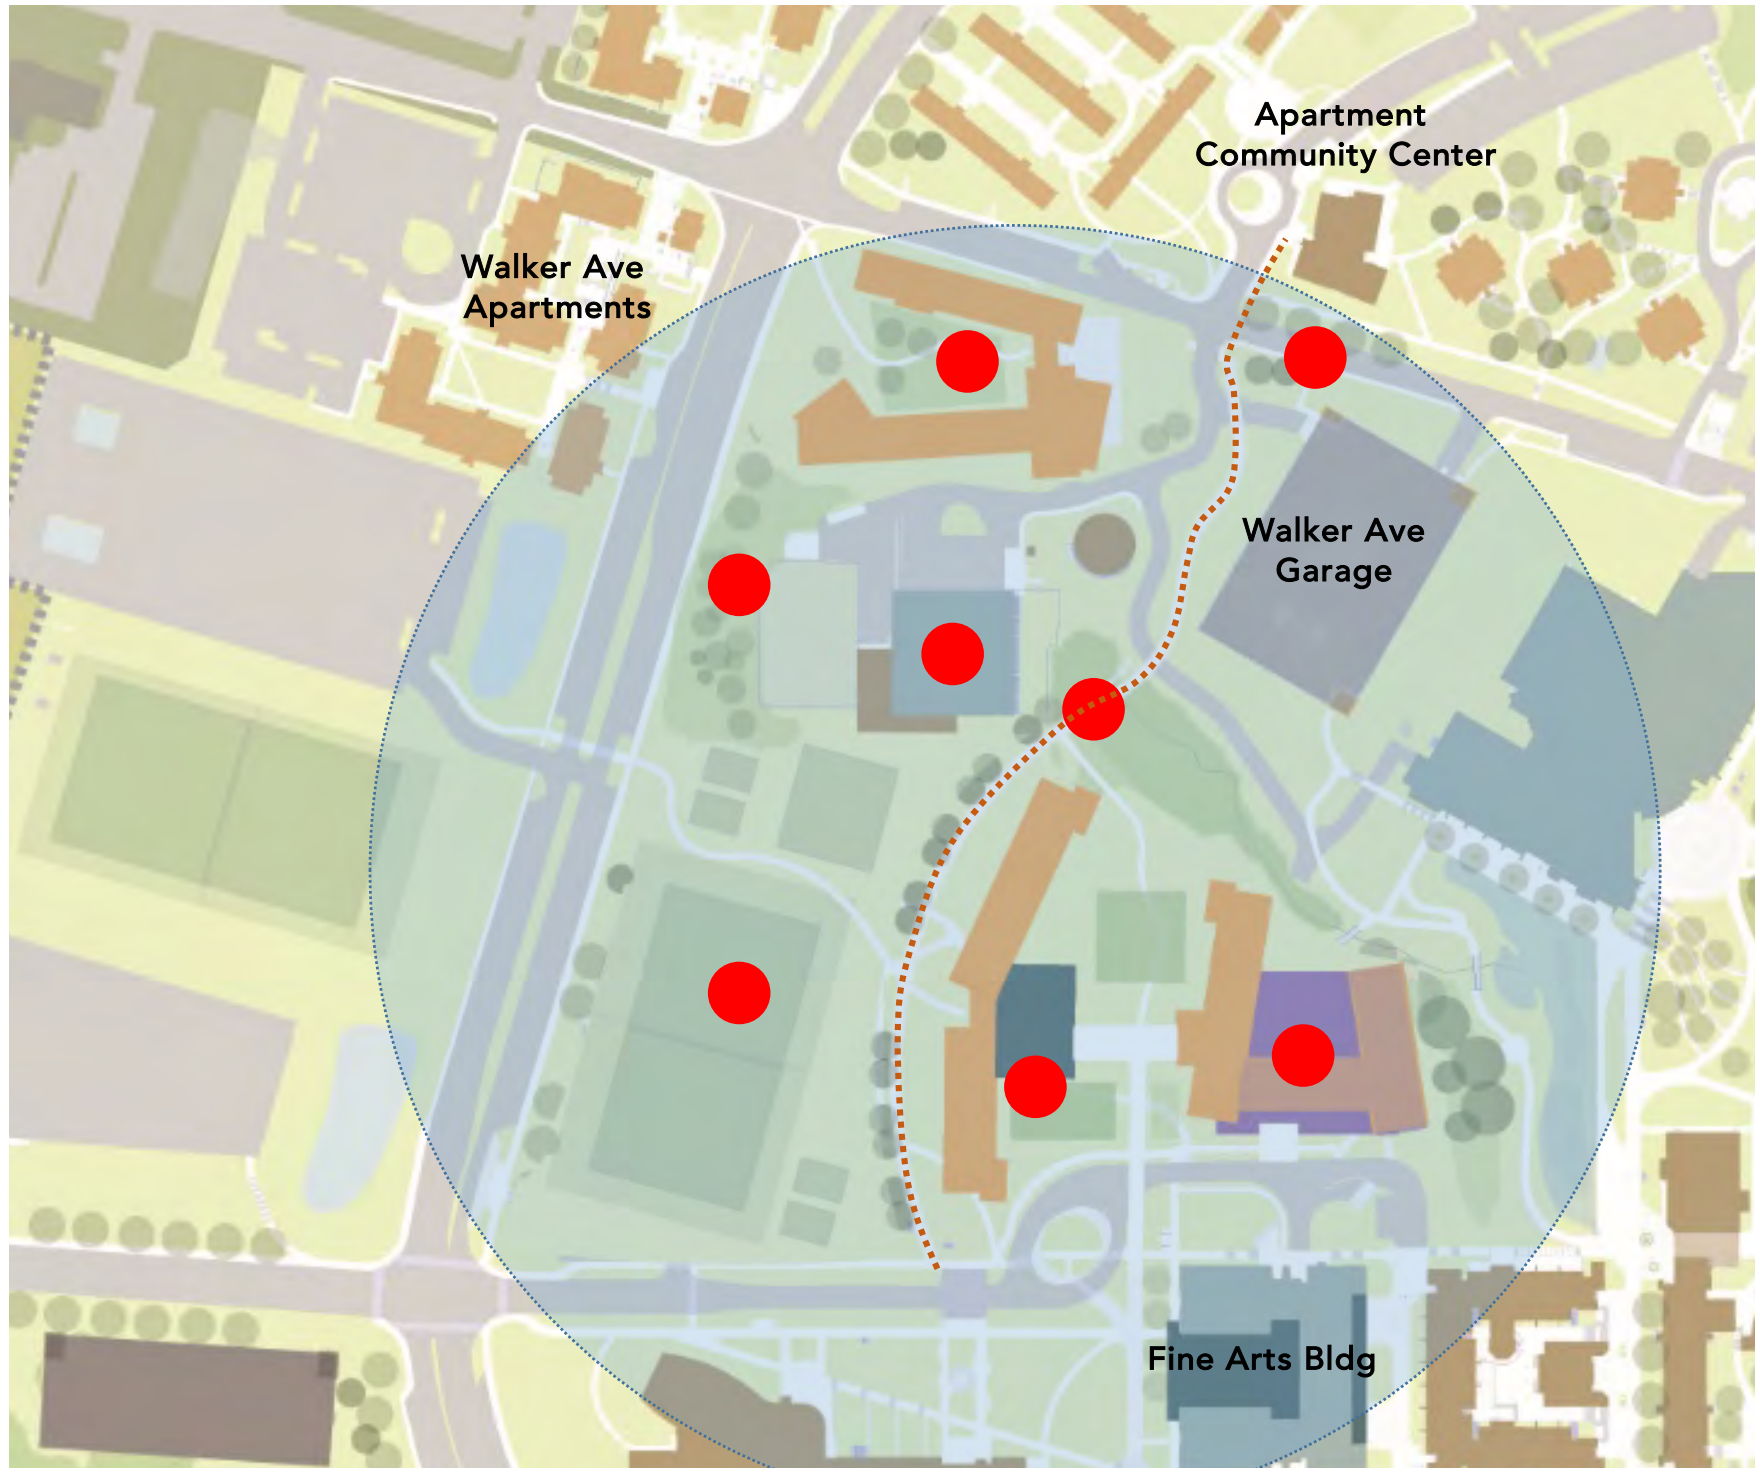 Apartment
Community Center
Walker Ave
Apartments
Walker Ave
Garage
Fine Arts Bldg